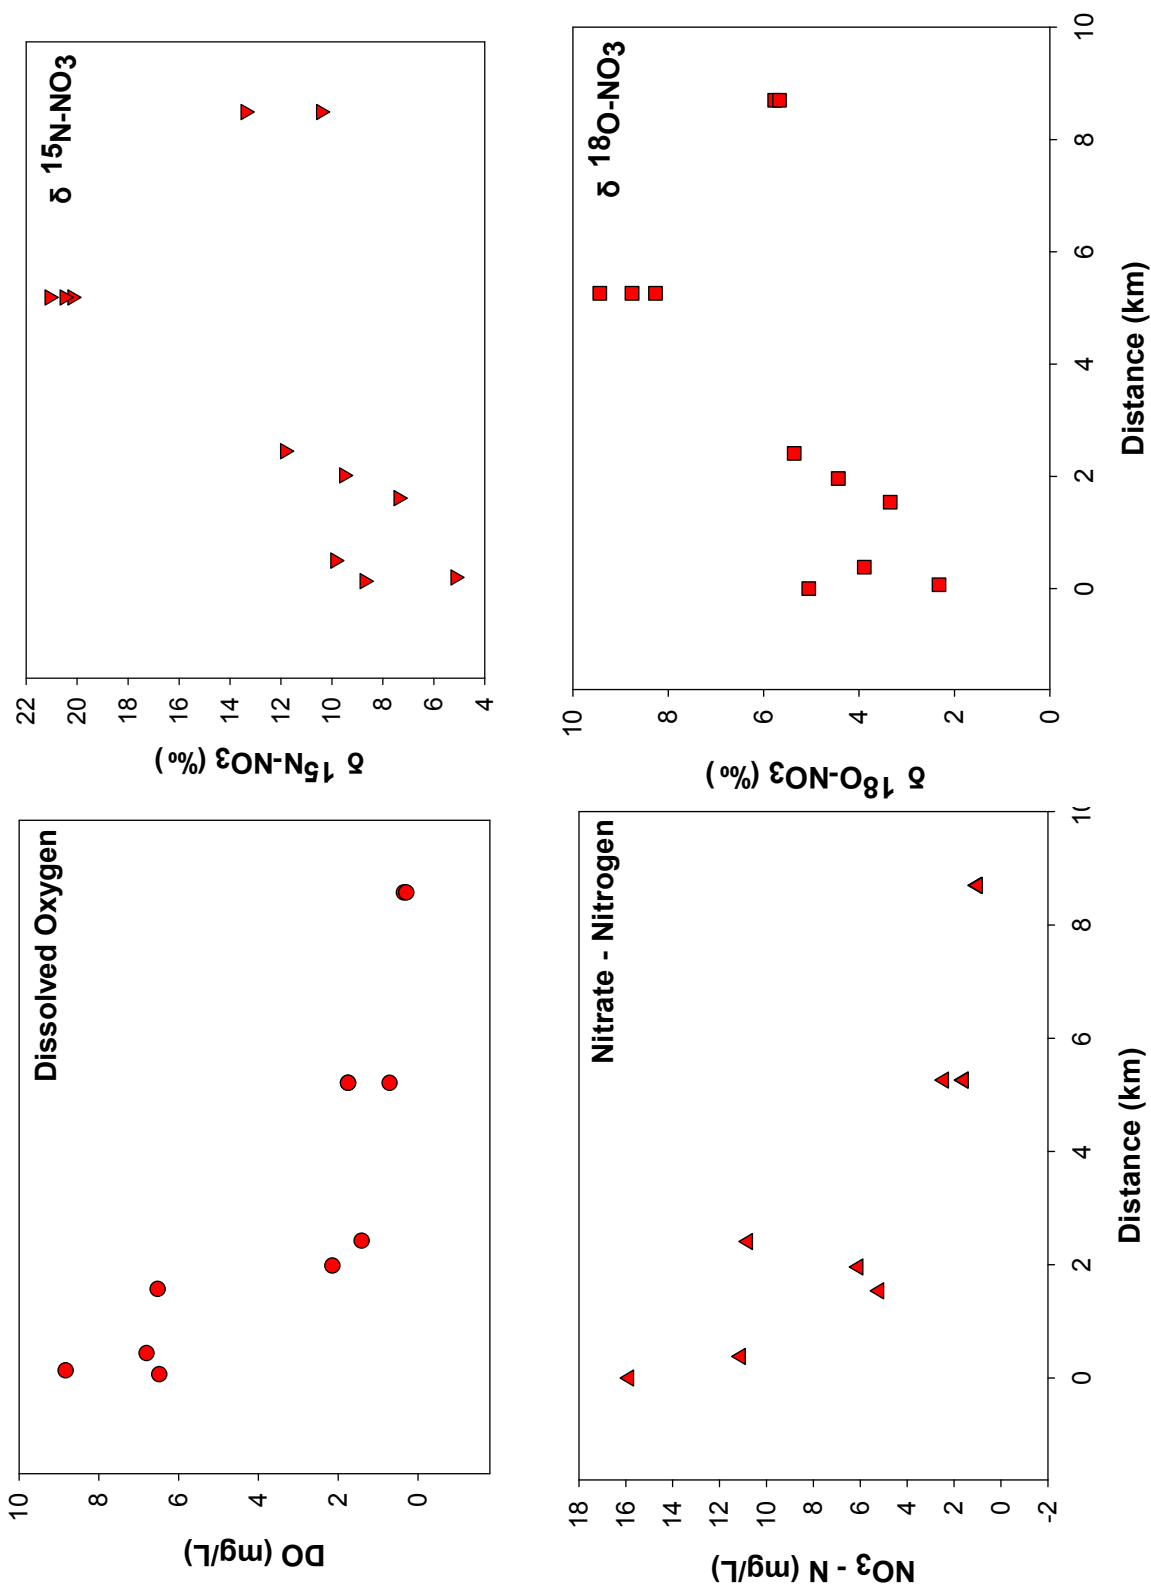 Dissolved Oxygen
10
8
6
4
2
0
DO (mg/L)
δ 15N-NO3
22
20
18
16
14
12
10
8
6
4
δ 15N-NO3 (‰)
Nitrate - Nitrogen
18
16
14
12
10
8
6
4
2
0
-2
NO3 - N (mg/L)
0 2 4 6 8
Distance (km)
δ 18O-NO3
10
6
4
2
0
δ 18O-NO3 (‰)
0 2 4 6 8 10
Distance (km)